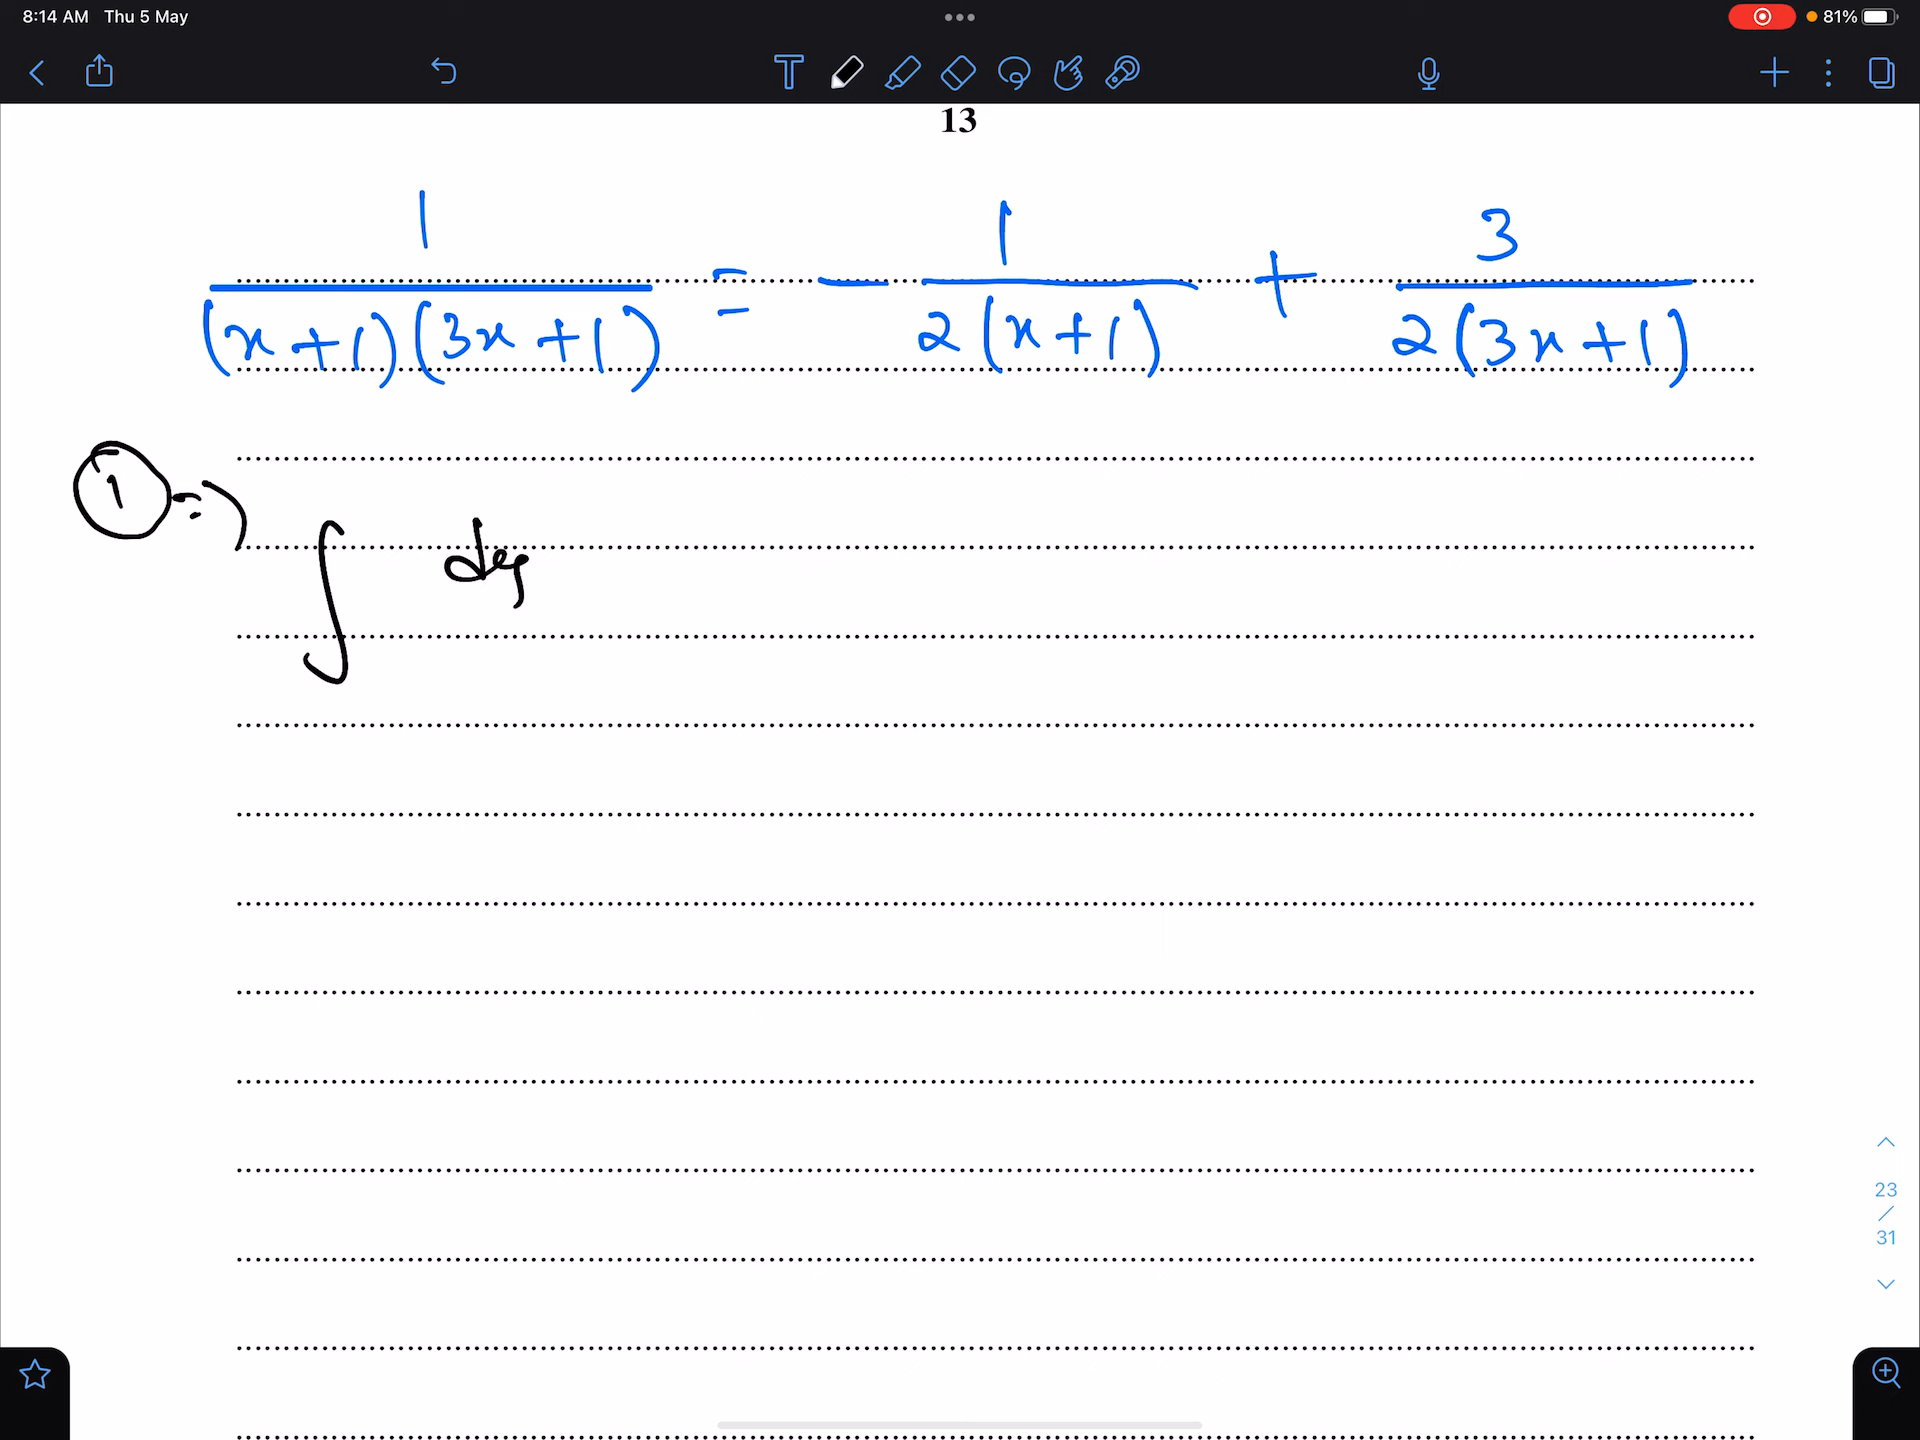 8:14 AM Thu 5 May
81%
T
13
1/((x+1)(3x+1)) = - 1/(2(x+1)) + 3/(2(3x+1))
1 =>
∫ dy
23
/
31